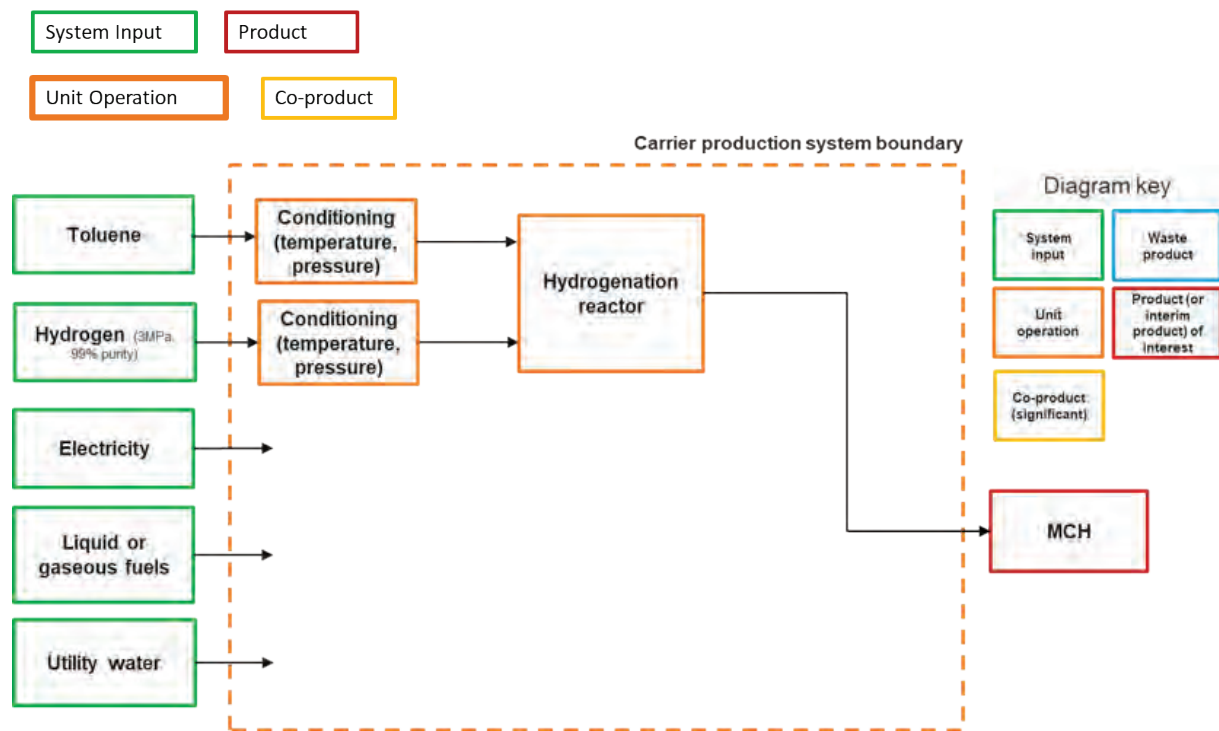 System Input
Product
Unit Operation
Co-product
Carrier production system boundary
Toluene
Conditioning
(temperature,
pressure)
Hydrogenation
reactor
Hydrogen (3MPa,
99% purity)
Conditioning
(temperature,
pressure)
Electricity
Liquid or
gaseous fuels
Utility water
MCH
Diagram key
System
input
Waste
product
Unit
operation
Product (or
interim
product) of
interest
Co-product
(significant)